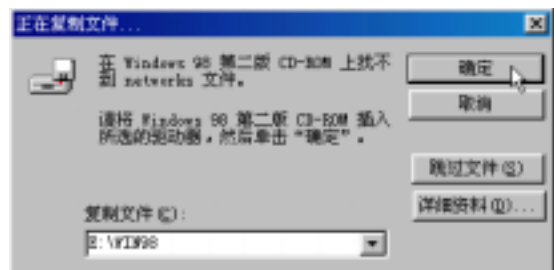 正在复制文件...
在 Windows 98 第二版 CD-ROM 上找不
到 networks 文件。
请将 Windows 98 第二版 CD-ROM 插入
所选的驱动器，然后单击“确定”。
确定
取消
跳过文件(S)
详细资料(D)...
复制文件(C):
E:\WIN98